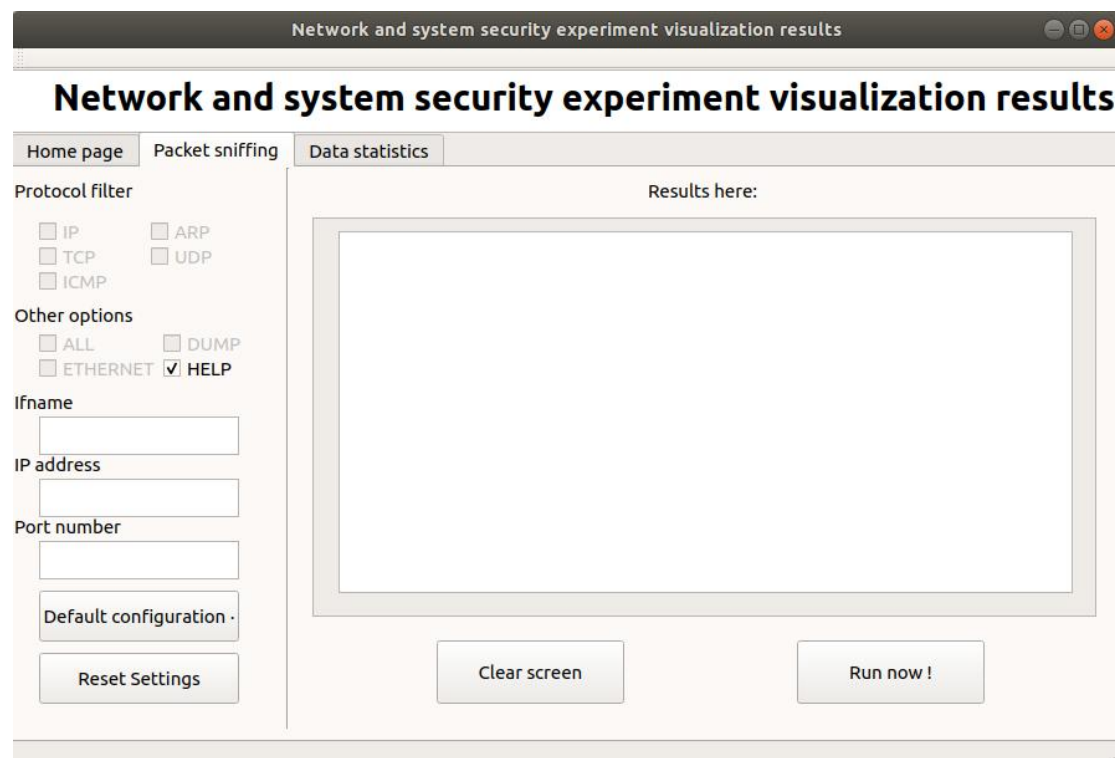 Network and system security experiment visualization results
Network and system security experiment visualization results
Home page Packet sniffing Data statistics
Protocol filter
IP ARP
TCP UDP
ICMP
Other options
ALL DUMP
ETHERNET HELP
Ifname
IP address
Port number
Default configuration ·
Reset Settings
Results here:
Clear screen Run now !